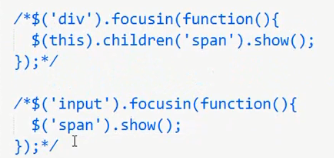 /*$('div').focusin(function(){
$(this).children('span').show();
});*/
/*$('input').focusin(function(){
$('span').show();
});*/